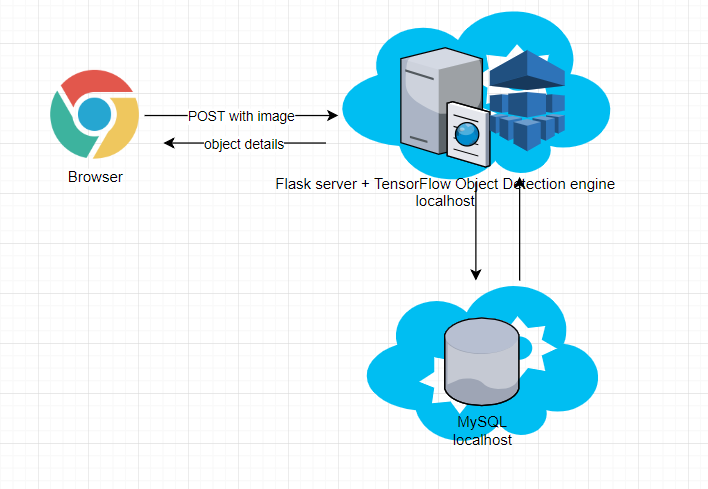 POST with image
object details
Browser
Flask server + TensorFlow Object Detection engine
localhost
MySQL
localhost